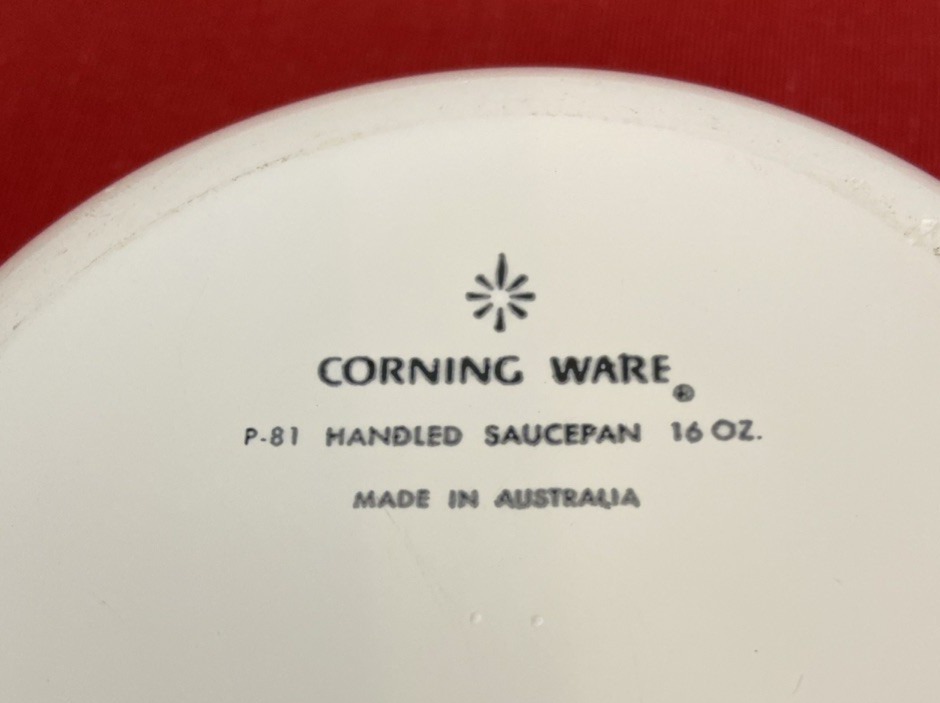 CORNING WARE®
P-81 HANDLED SAUCEPAN 16 OZ.
MADE IN AUSTRALIA